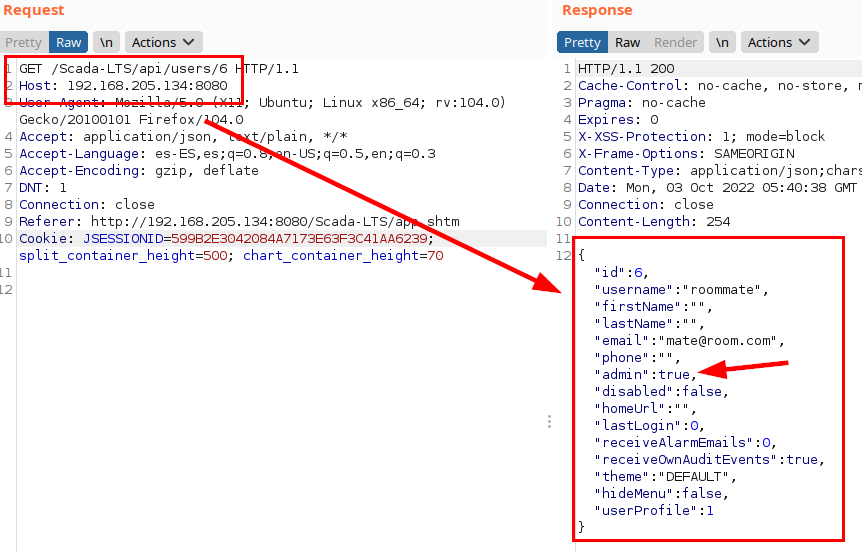 Request
Pretty Raw \n Actions
1 GET /Scada-LTS/api/users/6 HTTP/1.1
2 Host: 192.168.205.134:8080
3 User-Agent: Mozilla/5.0 (X11; Ubuntu; Linux x86_64; rv:104.0)
Gecko/20100101 Firefox/104.0
4 Accept: application/json, text/plain, */*
5 Accept-Language: es-ES,es;q=0.8,en-US;q=0.5,en;q=0.3
6 Accept-Encoding: gzip, deflate
7 DNT: 1
8 Connection: close
9 Referer: http://192.168.205.134:8080/Scada-LTS/app.shtm
10 Cookie: JSESSIONID=599B2E3042084A7173E63F3C41AA6239;
split_container_height=500; chart_container_height=70
11
12
Response
Pretty Raw Render \n Actions
1 HTTP/1.1 200
2 Cache-Control: no-cache, no-store, m
3 Pragma: no-cache
4 Expires: 0
5 X-XSS-Protection: 1; mode=block
6 X-Frame-Options: SAMEORIGIN
7 Content-Type: application/json;chars
8 Date: Mon, 03 Oct 2022 05:40:38 GMT
9 Connection: close
10 Content-Length: 254
11
12 {
"id":6,
"username":"roommate",
"firstName":"",
"lastName":"",
"email":"mate@room.com",
"phone":"",
"admin":true,
"disabled":false,
"homeUrl":"",
"lastLogin":0,
"receiveAlarmEmails":0,
"receiveOwnAuditEvents":true,
"theme":"DEFAULT",
"hideMenu":false,
"userProfile":1
}